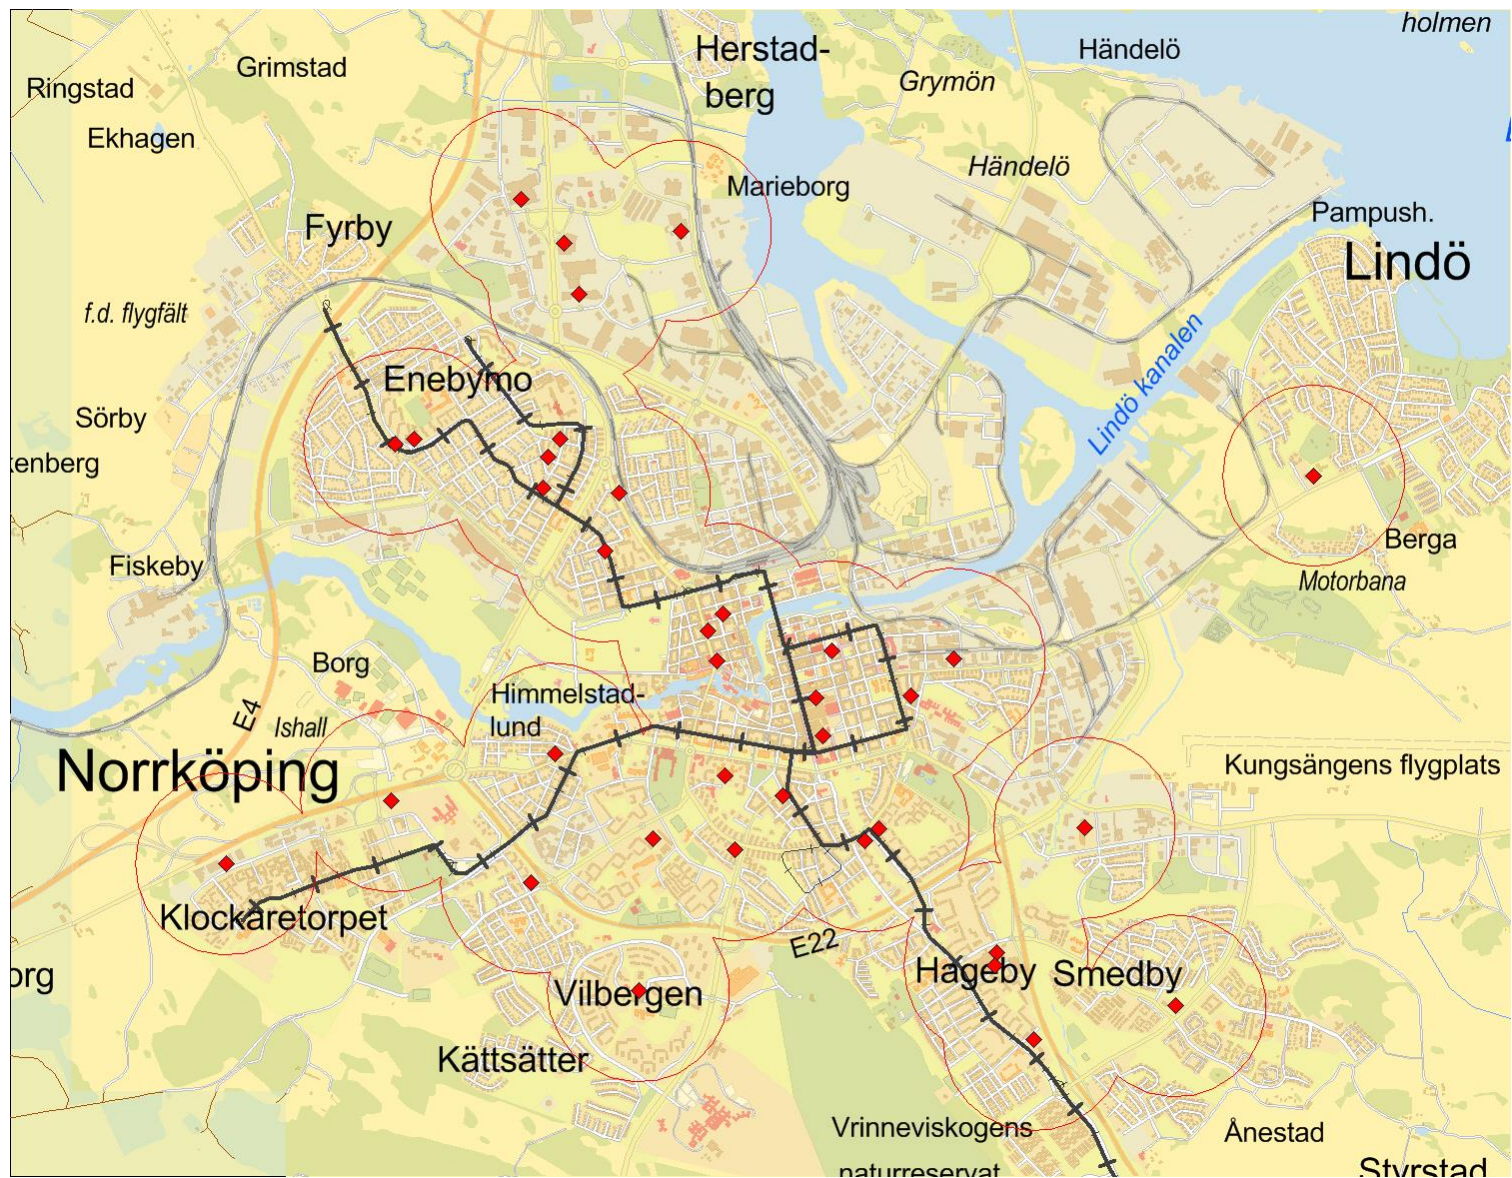 holmen
Herstad-
berg
Händelö
Grimstad
Grymön
Ringstad
Ekhagen
Händelö
Marieborg
Pampush.
Fyrby
Lindö
f.d. flygfält
Lindö kanalen
Enebymo
Sörby
kenberg
Berga
Fiskeby
Motorbana
Borg
Himmelstad-
lund
E4
Ishall
Norrköping
Kungsängens flygplats
Klockaretorpet
E22
org
Hageby
Smedby
Vilbergen
Kättsätter
Vrinneviskogens
naturreservat
Ånestad
Styrstad